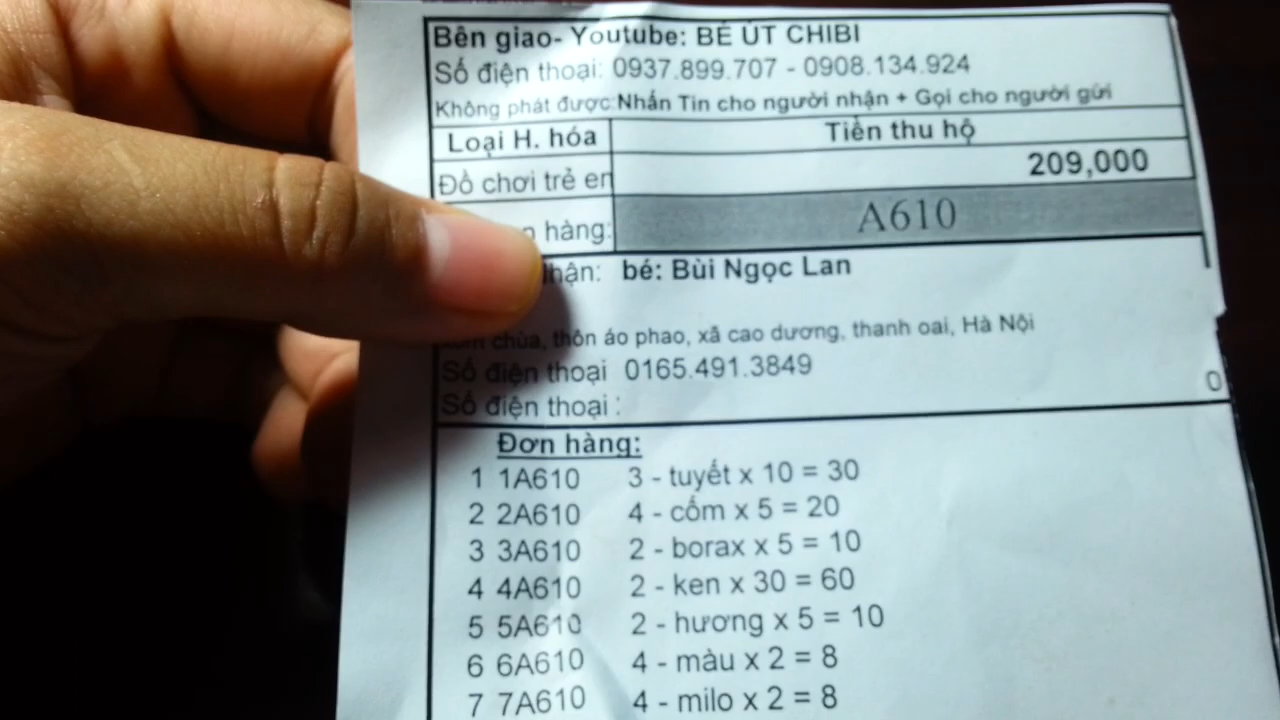 Bên giao- Youtube: BÉ ÚT CHIBI
Số điện thoại: 0937.899.707 - 0908.134.924
Không phát được: Nhấn Tin cho người nhận + Gọi cho người gửi
Loại H. hóa Tiền thu hộ
Đồ chơi trẻ em 209,000
hàng: A610
bé: Bùi Ngọc Lan
chùa, thôn áo phao, xã cao dương, thanh oai, Hà Nội
Số điện thoại 0165.491.3849
0
Số điện thoại :
Đơn hàng:
1 1A610 3 - tuyết x 10 = 30
2 2A610 4 - cốm x 5 = 20
3 3A610 2 - borax x 5 = 10
4 4A610 2 - ken x 30 = 60
5 5A610 2 - hương x 5 = 10
6 6A610 4 - màu x 2 = 8
7 7A610 4 - milo x 2 = 8